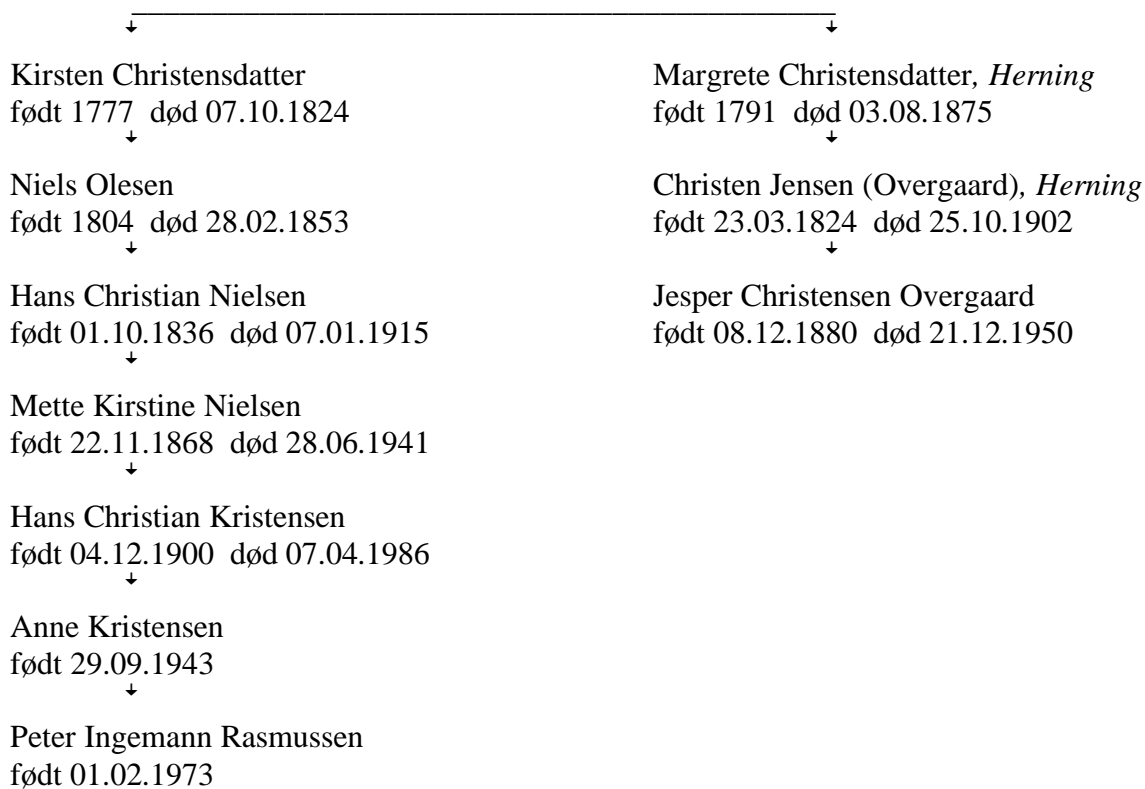 Kirsten Christensdatter
født 1777  død 07.10.1824
Niels Olesen
født 1804  død 28.02.1853
Hans Christian Nielsen
født 01.10.1836  død 07.01.1915
Mette Kirstine Nielsen
født 22.11.1868  død 28.06.1941
Hans Christian Kristensen
født 04.12.1900  død 07.04.1986
Anne Kristensen
født 29.09.1943
Peter Ingemann Rasmussen
født 01.02.1973
Margrete Christensdatter, Herning
født 1791  død 03.08.1875
Christen Jensen (Overgaard), Herning
født 23.03.1824  død 25.10.1902
Jesper Christensen Overgaard
født 08.12.1880  død 21.12.1950